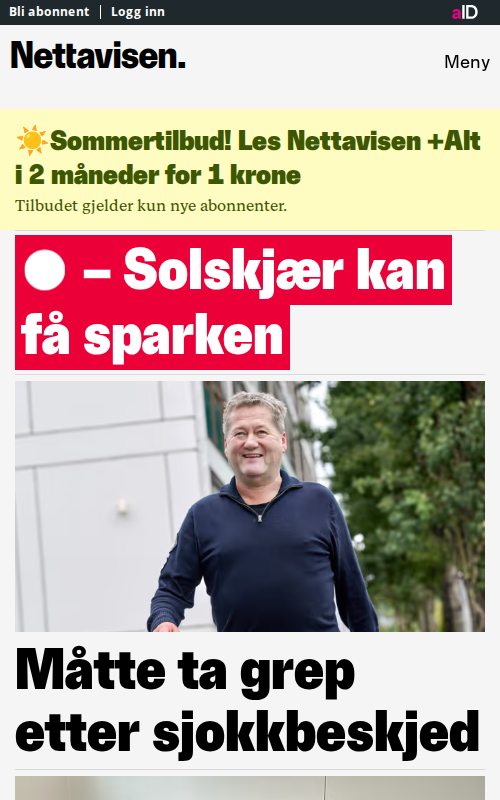 Bli abonnent | Logg inn
aID
Nettavisen.
Meny
☀️Sommertilbud! Les Nettavisen +Alt
i 2 måneder for 1 krone
Tilbudet gjelder kun nye abonnenter.
– Solskjær kan
få sparken
Måtte ta grep
etter sjokkbeskjed